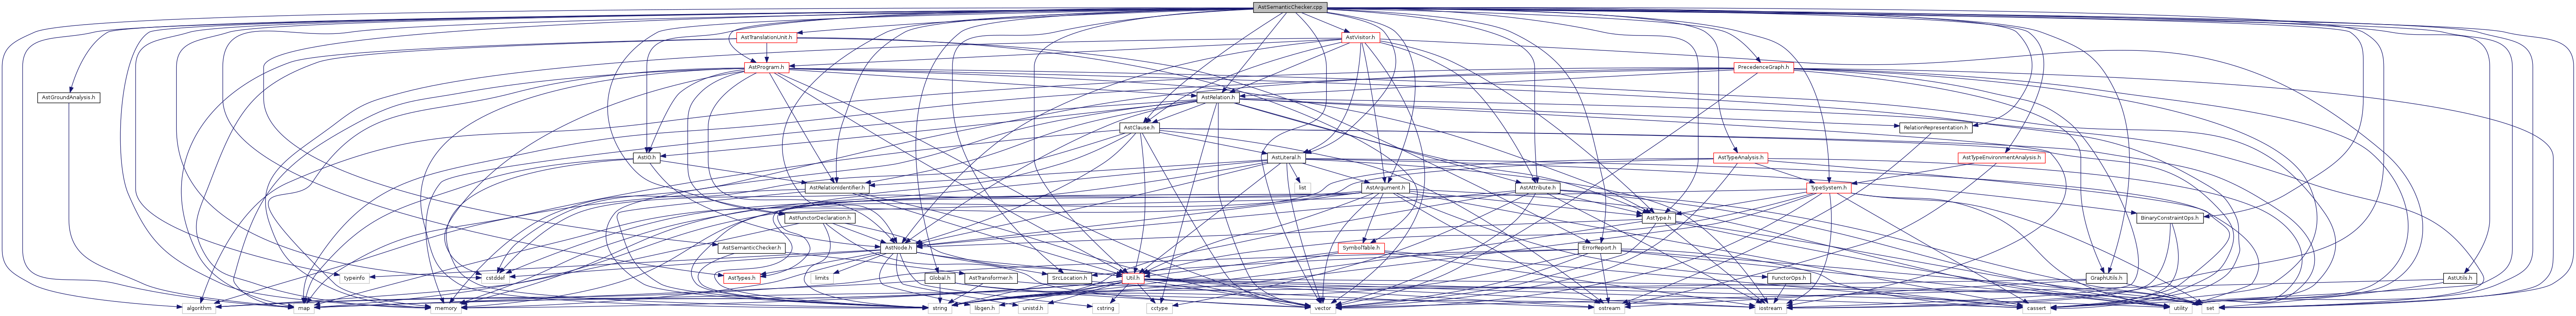 AstSemanticChecker.cpp
AstTranslationUnit.h
AstVisitor.h
AstProgram.h
PrecedenceGraph.h
AstGroundAnalysis.h
AstRelation.h
AstClause.h
RelationRepresentation.h
AstIO.h
AstLiteral.h
AstTypeAnalysis.h
AstTypeEnvironmentAnalysis.h
AstRelationIdentifier.h
list
AstArgument.h
AstAttribute.h
TypeSystem.h
AstFunctorDeclaration.h
AstType.h
BinaryConstraintOps.h
AstSemanticChecker.h
AstNode.h
SymbolTable.h
ErrorReport.h
typeinfo
cstddef
AstTypes.h
limits
Global.h
AstTransformer.h
SrcLocation.h
Util.h
FunctorOps.h
GraphUtils.h
AstUtils.h
algorithm
map
memory
string
libgen.h
unistd.h
cstring
cctype
vector
ostream
iostream
cassert
utility
set